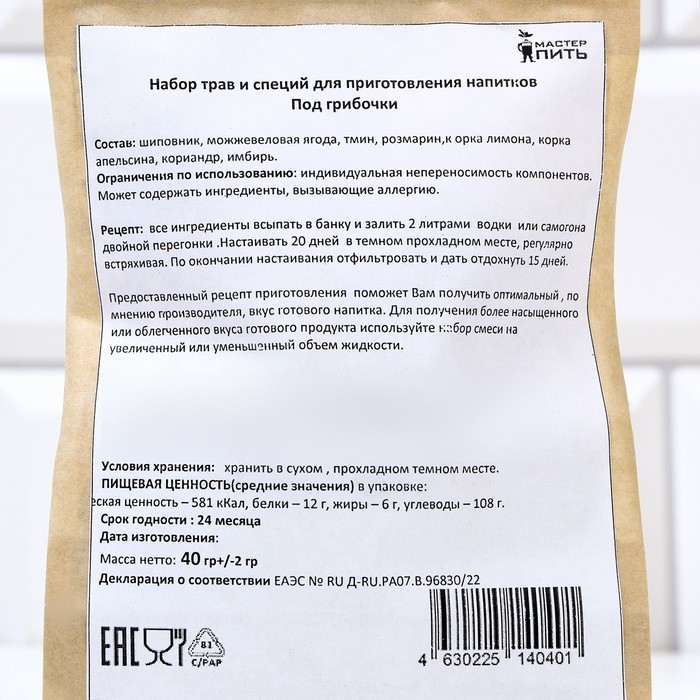 МАСТЕР
ПИТЬ
Набор трав и специй для приготовления напитков
Под грибочки
Состав: шиповник, можжевеловая ягода, тмин, розмарин,к орка лимона, корка
апельсина, кориандр, имбирь.
Ограничения по использованию: индивидуальная непереносимость компонентов.
Может содержать ингредиенты, вызывающие аллергию.
Рецепт: все ингредиенты всыпать в банку и залить 2 литрами водки или самогона
двойной перегонки .Настаивать 20 дней в темном прохладном месте, регулярно
встряхивая. По окончании настаивания отфильтровать и дать отдохнуть 15 дней.
Предоставленный рецепт приготовления поможет Вам получить оптимальный , по
мнению производителя, вкус готового напитка. Для получения более насыщенного
или облегченного вкуса готового продукта используйте набор смеси на
увеличенный или уменьшенный объем жидкости.
Условия хранения: хранить в сухом , прохладном темном месте.
ПИЩЕВАЯ ЦЕННОСТЬ(средние значения) в упаковке:
еская ценность – 581 кКал, белки – 12 г, жиры – 6 г, углеводы – 108 г.
Срок годности : 24 месяца
Дата изготовления:
Масса нетто: 40 гр+/-2 гр
Декларация о соответствии ЕАЭС № RU Д-RU.РА07.В.96830/22
EAC
81
C/PAP
4 630225 140401